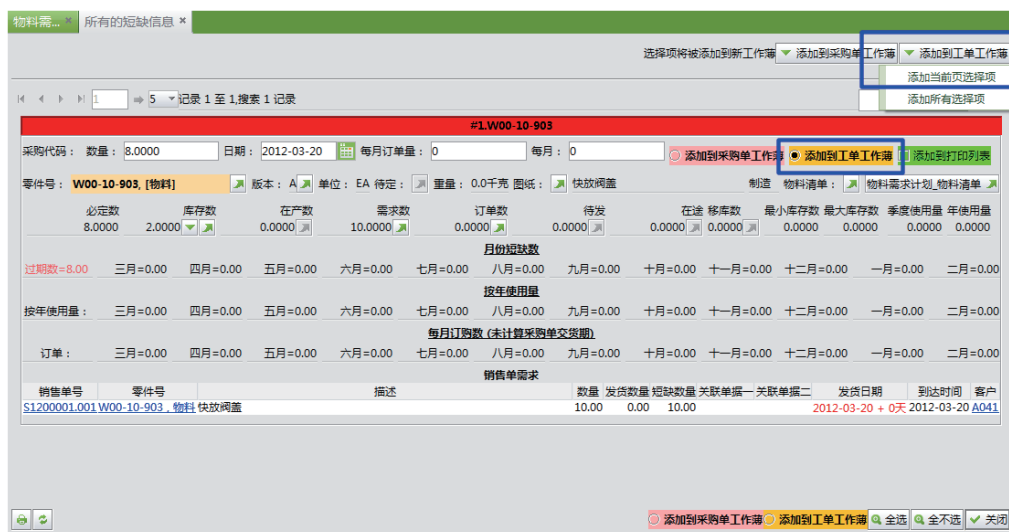 物料需... × 所有的短缺信息 ×
选择项将被添加到新工作薄 添加到采购单工作薄 添加到工单工作薄
添加当前页选择项
1 5 记录 1 至 1,搜素 1 记录 添加所有选择项
#1.W00-10-903
采购代码： 数量： 8.0000 日期： 2012-03-20 每月订单量： 0 每月： 0 添加到采购单工作薄 添加到工单工作薄 添加到打印列表
零件号： W00-10-903, [物料] 版本： A 单位： EA 待定： 重量： 0.0千克 图纸： 快放阀盖 制造 物料清单： 物料需求计划_物料清单
必定数 库存数 在产数 需求数 订单数 待发 在途 移库数 最小库存数 最大库存数 季度使用量 年使用量
8.0000 2.0000 0.0000 10.0000 0.0000 0.0000 0.0000 0.0000 0.0000 0.0000 0.0000 0.0000
月份短缺数
过期数=8.00 三月=0.00 四月=0.00 五月=0.00 六月=0.00 七月=0.00 八月=0.00 九月=0.00 十月=0.00 十一月=0.00 十二月=0.00 一月=0.00 二月=0.00
按年使用量
按年使用量： 三月=0.00 四月=0.00 五月=0.00 六月=0.00 七月=0.00 八月=0.00 九月=0.00 十月=0.00 十一月=0.00 十二月=0.00 一月=0.00 二月=0.00
每月订购数 (未计算采购单交货期)
订单： 三月=0.00 四月=0.00 五月=0.00 六月=0.00 七月=0.00 八月=0.00 九月=0.00 十月=0.00 十一月=0.00 十二月=0.00 一月=0.00 二月=0.00
销售单需求
销售单号 零件号 描述 数量 发货数量 短缺数量 关联单据一 关联单据二 发货日期 到达时间 客户
S1200001.001 W00-10-903 , 物料 快放阀盖 10.00 0.00 10.00 2012-03-20 + 0天 2012-03-20 A041
添加到采购单工作薄 添加到工单工作薄 全选 全不选 关闭